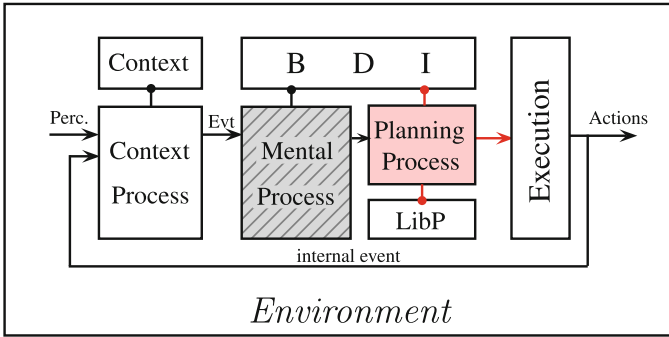 Context
B D I
Perc.
Evt
Context
Process
Mental
Process
Planning
Process
LibP
Execution
Actions
internal event
Environment